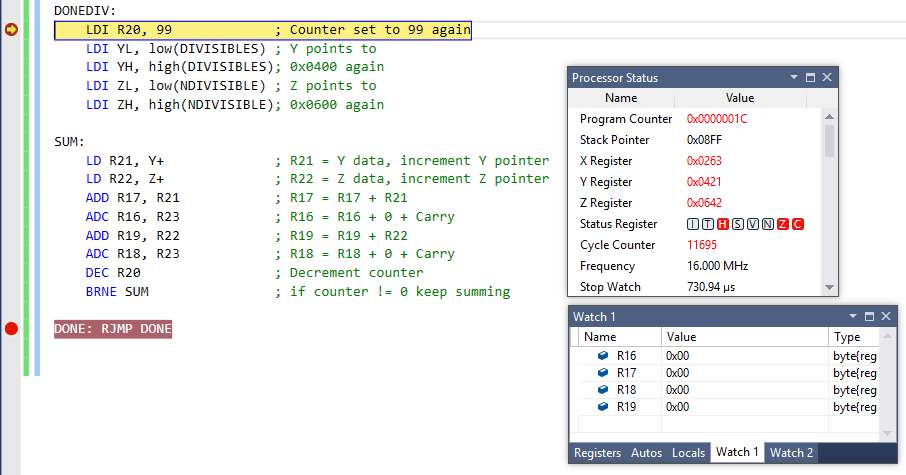 DONEDIV:
LDI R20, 99 ; Counter set to 99 again
LDI YL, low(DIVISIBLES) ; Y points to
LDI YH, high(DIVISIBLES); 0x0400 again
LDI ZL, low(NDIVISIBLE) ; Z points to
LDI ZH, high(NDIVISIBLE); 0x0600 again
SUM:
LD R21, Y+ ; R21 = Y data, increment Y pointer
LD R22, Z+ ; R22 = Z data, increment Z pointer
ADD R17, R21 ; R17 = R17 + R21
ADC R16, R23 ; R16 = R16 + 0 + Carry
ADD R19, R22 ; R19 = R19 + R22
ADC R18, R23 ; R18 = R18 + 0 + Carry
DEC R20 ; Decrement counter
BRNE SUM ; if counter != 0 keep summing
DONE: RJMP DONE
Processor Status
Name Value
Program Counter 0x0000001C
Stack Pointer 0x08FF
X Register 0x0263
Y Register 0x0421
Z Register 0x0642
Status Register I T H S V N Z C
Cycle Counter 11695
Frequency 16.000 MHz
Stop Watch 730.94 µs
Watch 1
Name Value Type
R16 0x00 byte{reg
R17 0x00 byte{reg
R18 0x00 byte{reg
R19 0x00 byte{reg
Registers Autos Locals Watch 1 Watch 2